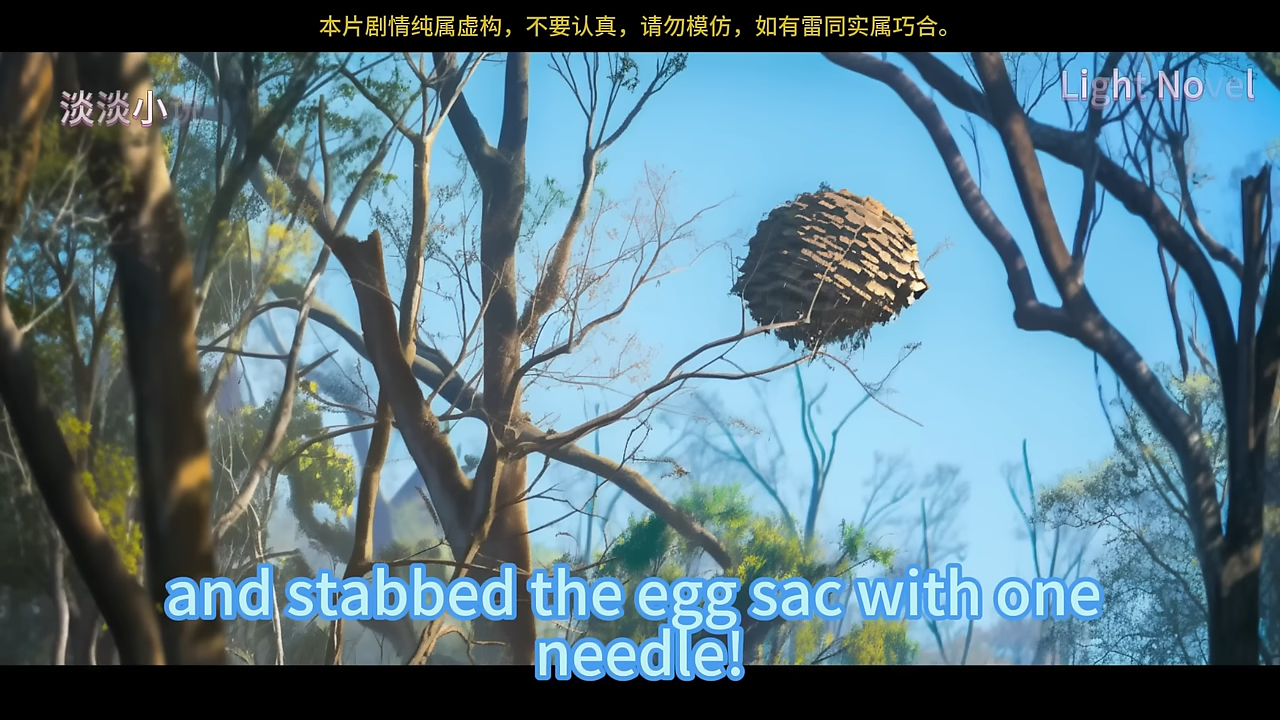 本片剧情纯属虚构，不要认真，请勿模仿，如有雷同实属巧合。
淡淡小
Light Novel
and stabbed the egg sac with one
needle!